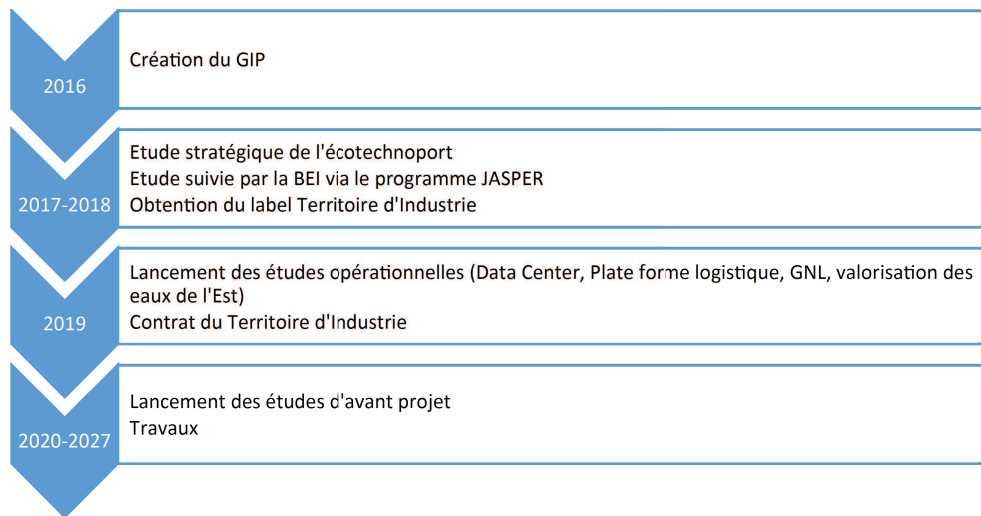 2016
Création du GIP
2017-2018
Etude stratégique de l'écotechnoport
Etude suivie par la BEI via le programme JASPER
Obtention du label Territoire d'Industrie
2019
Lancement des études opérationnelles (Data Center, Plate forme logistique, GNL, valorisation des
eaux de l'Est)
Contrat du Territoire d'Industrie
2020-2027
Lancement des études d'avant projet
Travaux